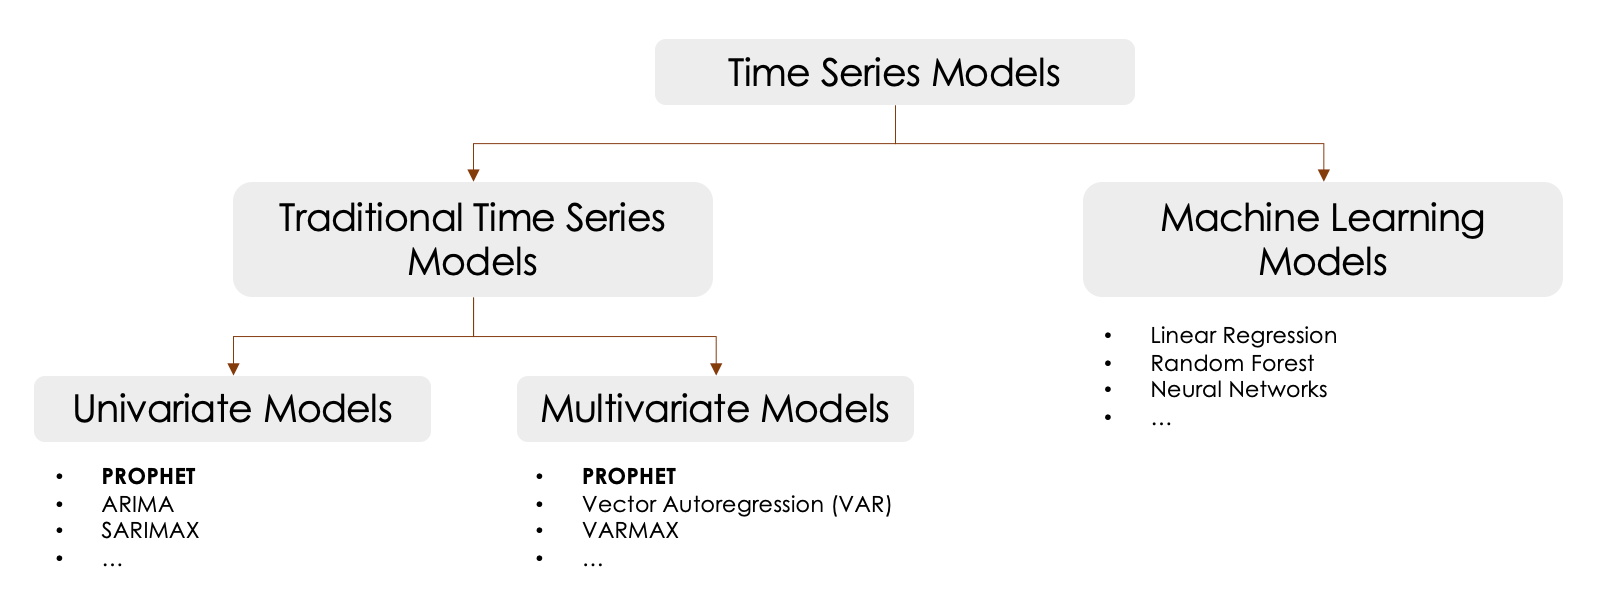 Time Series Models
Traditional Time Series
Models
Machine Learning
Models
• Linear Regression
• Random Forest
• Neural Networks
• …
Univariate Models
• PROPHET
• ARIMA
• SARIMAX
• …
Multivariate Models
• PROPHET
• Vector Autoregression (VAR)
• VARMAX
• …